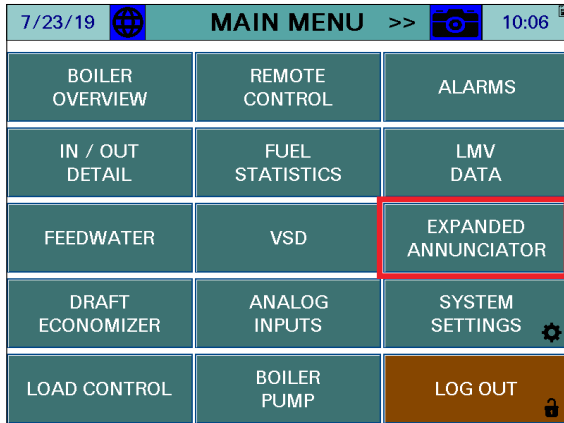 7/23/19 MAIN MENU >> 10:06
BOILER OVERVIEW
REMOTE CONTROL
ALARMS
IN / OUT DETAIL
FUEL STATISTICS
LMV DATA
FEEDWATER
VSD
EXPANDED ANNUNCIATOR
DRAFT ECONOMIZER
ANALOG INPUTS
SYSTEM SETTINGS
LOAD CONTROL
BOILER PUMP
LOG OUT